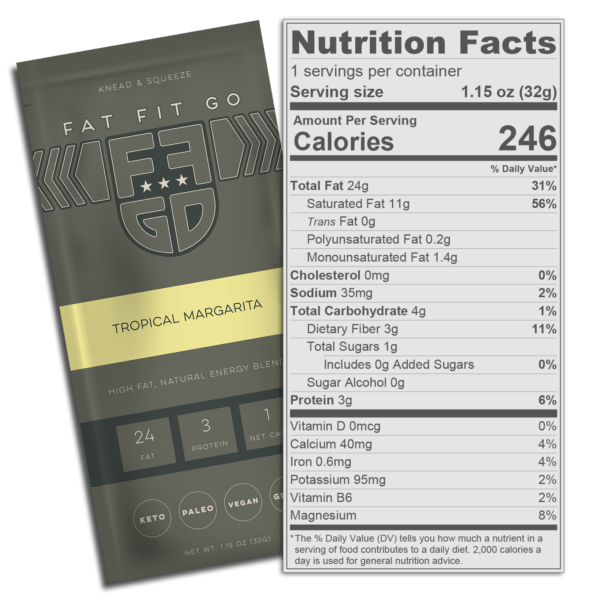 KNEAD & SQUEEZE
FAT FIT GO
FF
GO
TROPICAL MARGARITA
HIGH FAT, NATURAL ENERGY BLEND
24
FAT
3
PROTEIN
1
NET CA
KETO
PALEO
VEGAN
G
NET WT. 1.15 OZ (32G)
Nutrition Facts
1 servings per container
Serving size 1.15 oz (32g)
Amount Per Serving
Calories 246
% Daily Value*
Total Fat 24g 31%
Saturated Fat 11g 56%
Trans Fat 0g
Polyunsaturated Fat 0.2g
Monounsaturated Fat 1.4g
Cholesterol 0mg 0%
Sodium 35mg 2%
Total Carbohydrate 4g 1%
Dietary Fiber 3g 11%
Total Sugars 1g
Includes 0g Added Sugars 0%
Sugar Alcohol 0g
Protein 3g 6%
Vitamin D 0mcg 0%
Calcium 40mg 4%
Iron 0.6mg 4%
Potassium 95mg 2%
Vitamin B6 2%
Magnesium 8%
*The % Daily Value (DV) tells you how much a nutrient in a
serving of food contributes to a daily diet. 2,000 calories a
day is used for general nutrition advice.